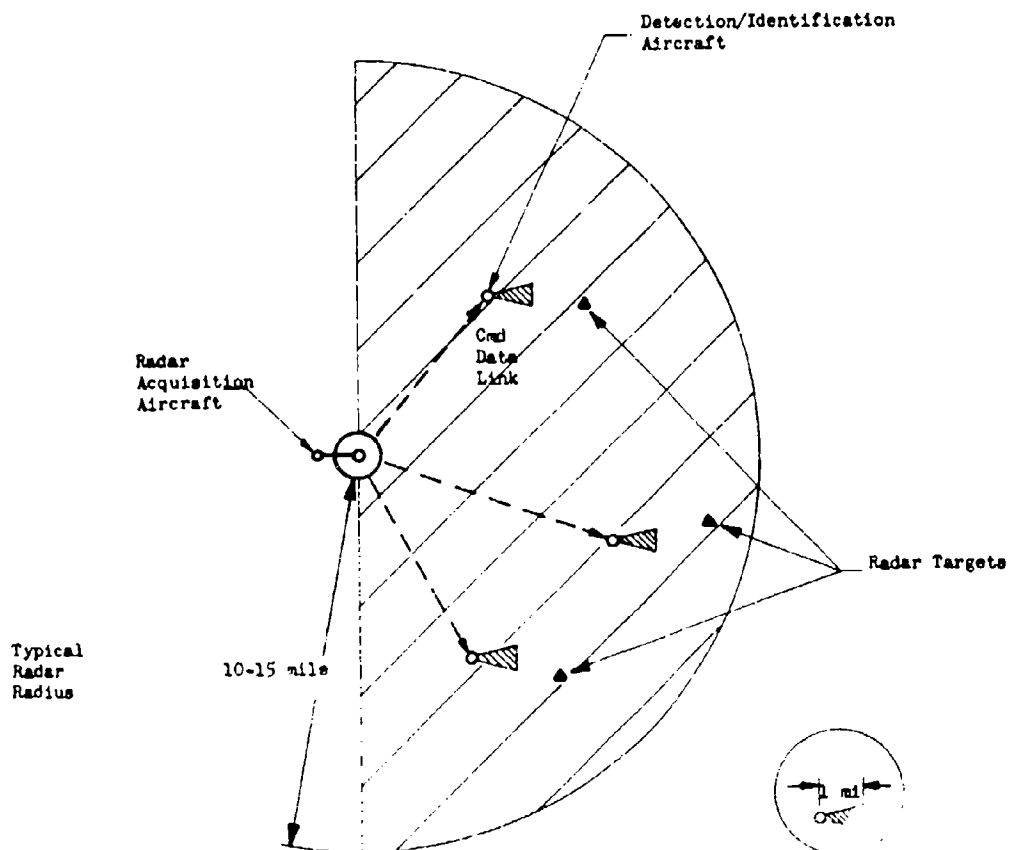 Detection/Identification
Aircraft
Cmd
Data
Link
Radar
Acquisition
Aircraft
Radar Targets
Typical
Radar
Radius
10-15 mile
1 mi